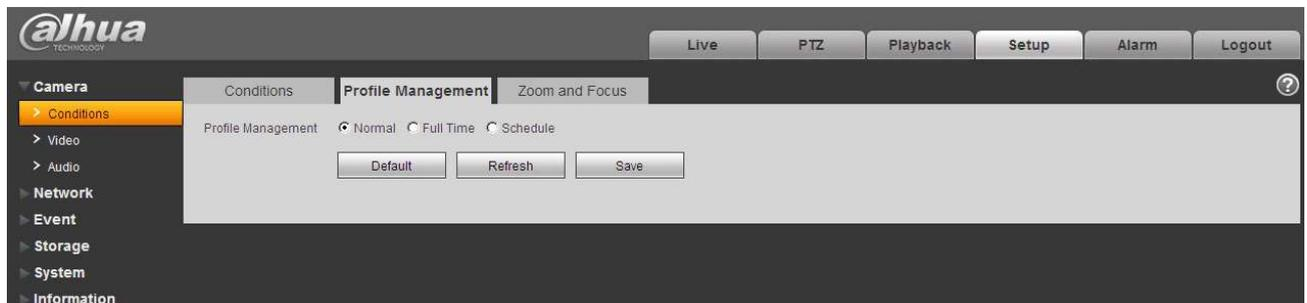 alhua
TECHNOLOGY
Live PTZ Playback Setup Alarm Logout
Camera
Conditions Profile Management Zoom and Focus ?
> Conditions
Profile Management Normal Full Time Schedule
> Video
Default Refresh Save
> Audio
Network
Event
Storage
System
Information